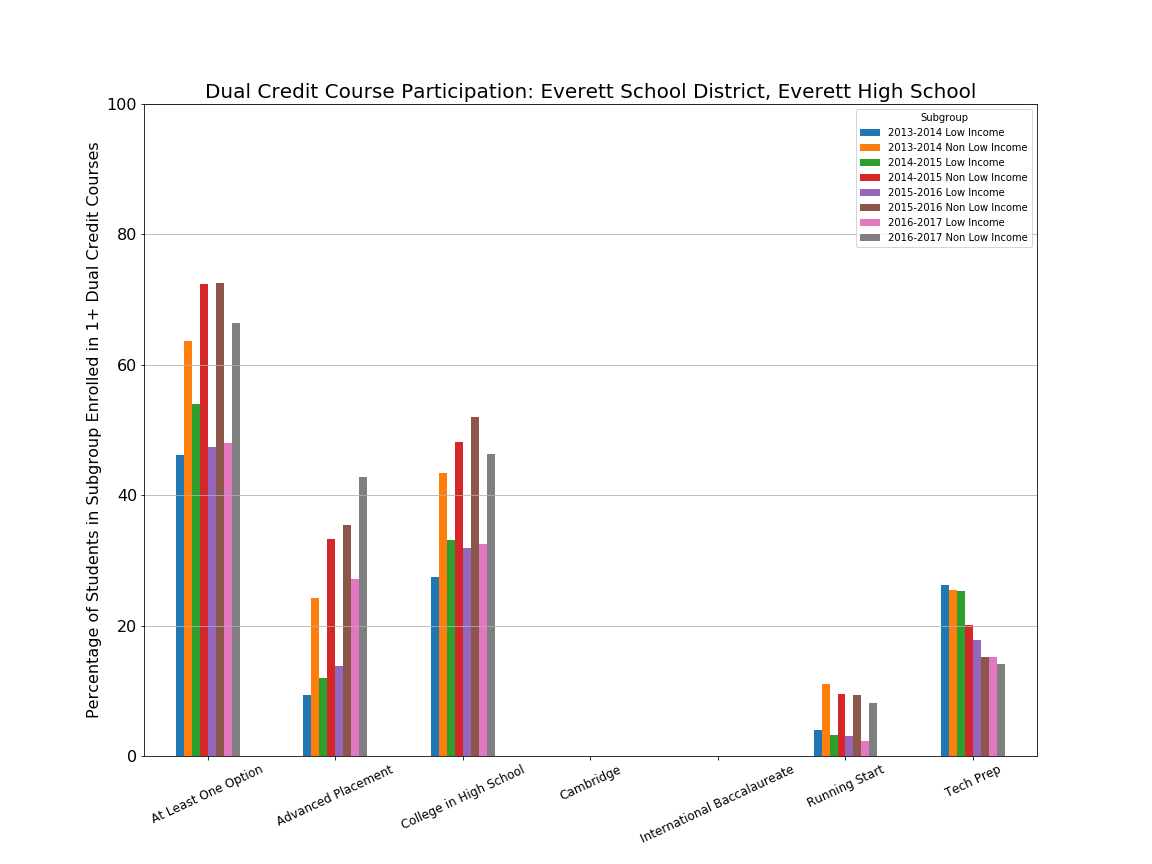 Dual Credit Course Participation: Everett School District, Everett High School
Percentage of Students in Subgroup Enrolled in 1+ Dual Credit Courses
100
80
60
40
20
0
Subgroup
2013-2014 Low Income
2013-2014 Non Low Income
2014-2015 Low Income
2014-2015 Non Low Income
2015-2016 Low Income
2015-2016 Non Low Income
2016-2017 Low Income
2016-2017 Non Low Income
At Least One Option
Advanced Placement
College in High School
Cambridge
International Baccalaureate
Running Start
Tech Prep